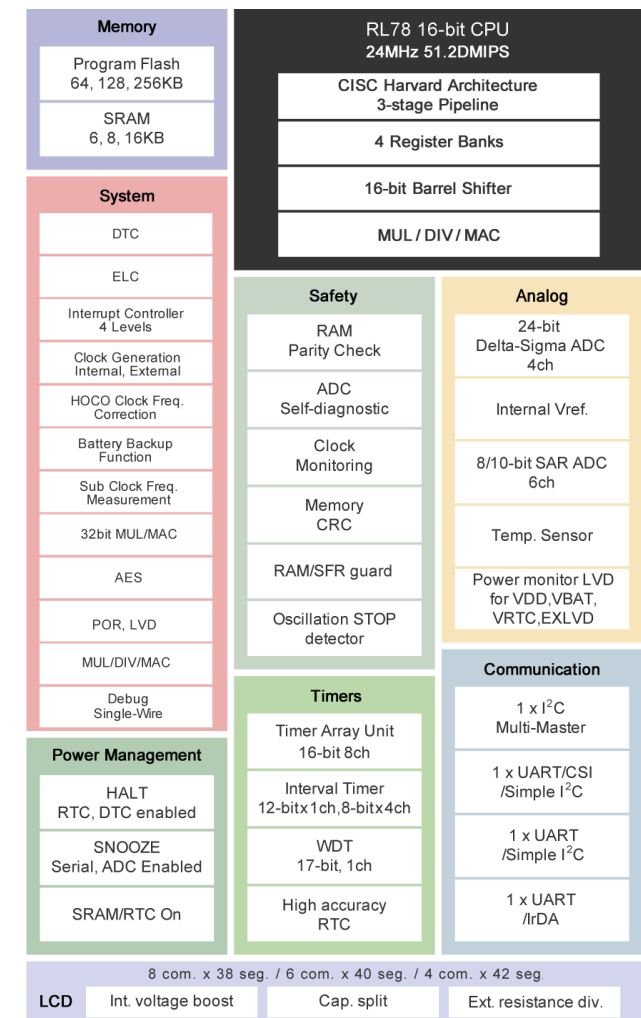 Memory
Program Flash
64, 128, 256KB
SRAM
6, 8, 16KB
RL78 16-bit CPU
24MHz 51.2DMIPS
CISC Harvard Architecture
3-stage Pipeline
4 Register Banks
16-bit Barrel Shifter
MUL / DIV / MAC
System
DTC
ELC
Interrupt Controller
4 Levels
Clock Generation
Internal, External
HOCO Clock Freq.
Correction
Battery Backup
Function
Sub Clock Freq.
Measurement
32bit MUL/MAC
AES
POR, LVD
MUL/DIV/MAC
Debug
Single-Wire
Safety
RAM
Parity Check
ADC
Self-diagnostic
Clock
Monitoring
Memory
CRC
RAM/SFR guard
Oscillation STOP
detector
Analog
24-bit
Delta-Sigma ADC
4ch
Internal Vref.
8/10-bit SAR ADC
6ch
Temp. Sensor
Power monitor LVD
for VDD,VBAT,
VRTC,EXLVD
Power Management
HALT
RTC, DTC enabled
SNOOZE
Serial, ADC Enabled
SRAM/RTC On
Timers
Timer Array Unit
16-bit 8ch
Interval Timer
12-bitx1ch,8-bitx4ch
WDT
17-bit, 1ch
High accuracy
RTC
Communication
1 x I²C
Multi-Master
1 x UART/CSI
/Simple I²C
1 x UART
/Simple I²C
1 x UART
/IrDA
8 com. x 38 seg. / 6 com. x 40 seg. / 4 com. x 42 seg.
LCD
Int. voltage boost
Cap. split
Ext. resistance div.